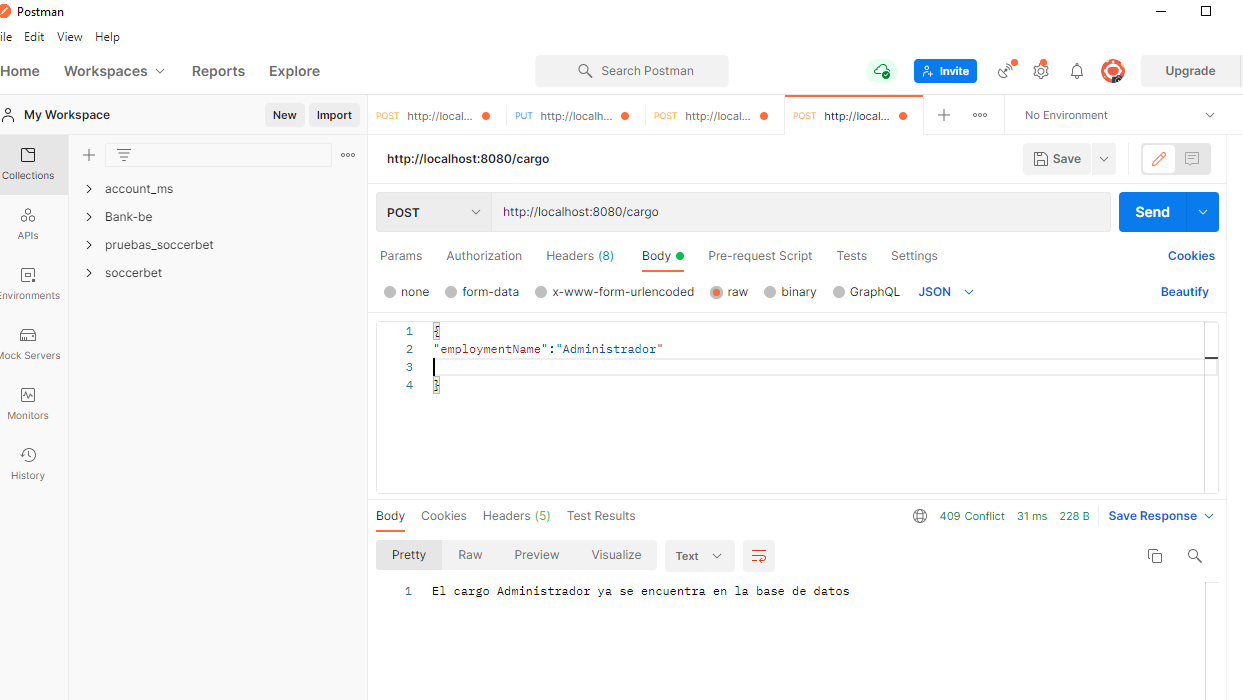 Postman
ile Edit View Help
Home Workspaces Reports Explore Search Postman Invite Upgrade
My Workspace New Import POST http://local... PUT http://localh... POST http://local... POST http://local... No Environment
Collections
APIs
Environments
Mock Servers
Monitors
History
account_ms
Bank-be
pruebas_soccerbet
soccerbet
http://localhost:8080/cargo Save
POST http://localhost:8080/cargo Send
Params Authorization Headers (8) Body Pre-request Script Tests Settings Cookies
none form-data x-www-form-urlencoded raw binary GraphQL JSON Beautify
1 {
2 "employmentName":"Administrador"
3
4 }
Body Cookies Headers (5) Test Results 409 Conflict 31 ms 228 B Save Response
Pretty Raw Preview Visualize Text
1 El cargo Administrador ya se encuentra en la base de datos